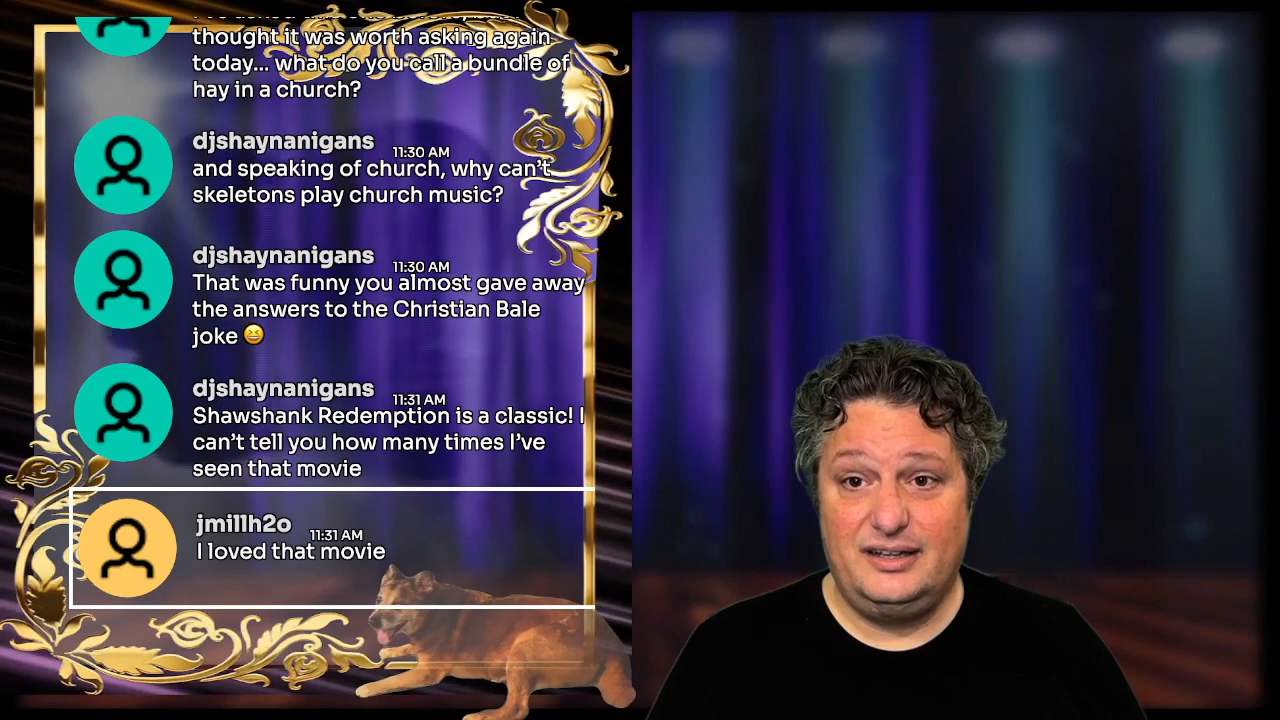 thought it was worth asking again
today... what do you call a bundle of
hay in a church?
djshaynanigans 11:30 AM
and speaking of church, why can't
skeletons play church music?
djshaynanigans 11:30 AM
That was funny you almost gave away
the answers to the Christian Bale
joke 😆
djshaynanigans 11:31 AM
Shawshank Redemption is a classic! I
can't tell you how many times I've
seen that movie
jmi11h2o 11:31 AM
I loved that movie